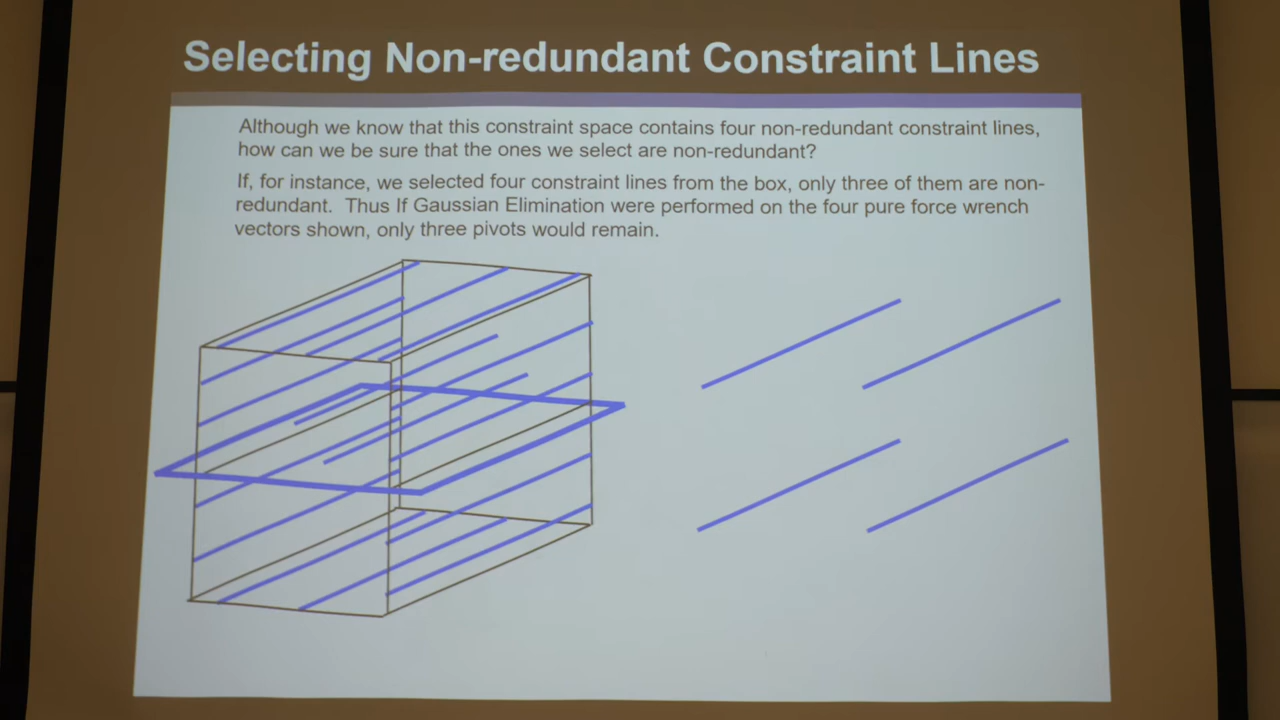 Selecting Non-redundant Constraint Lines
Although we know that this constraint space contains four non-redundant constraint lines,
how can we be sure that the ones we select are non-redundant?
If, for instance, we selected four constraint lines from the box, only three of them are non-
redundant. Thus If Gaussian Elimination were performed on the four pure force wrench
vectors shown, only three pivots would remain.